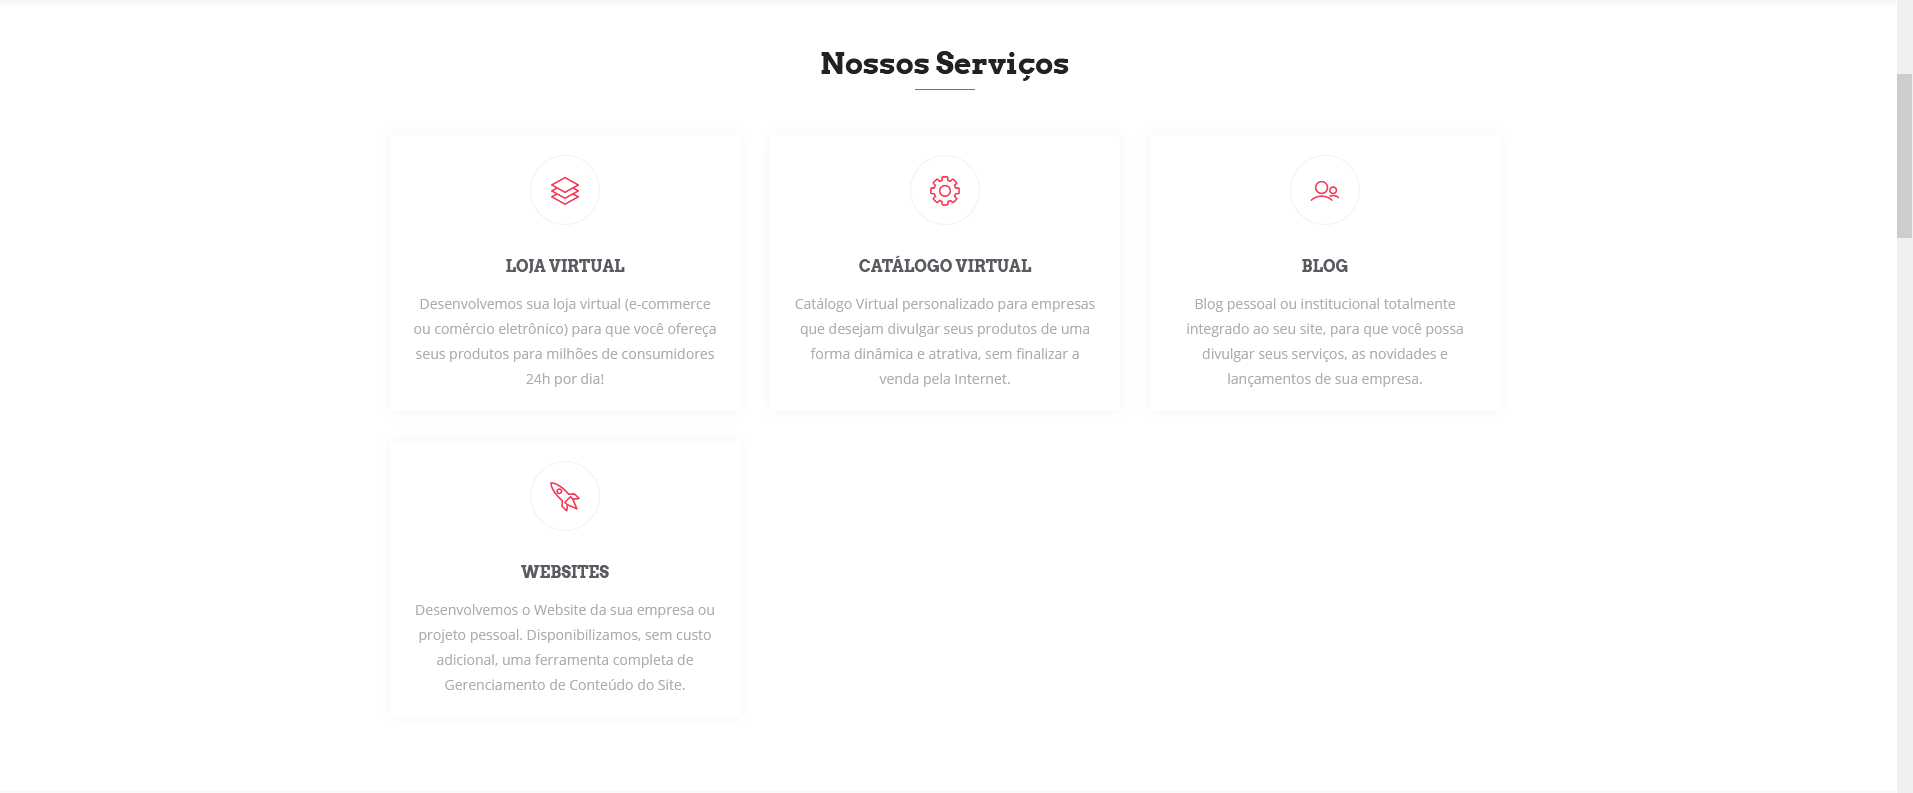 Nossos Serviços
LOJA VIRTUAL
Desenvolvemos sua loja virtual (e-commerce
ou comércio eletrônico) para que você ofereça
seus produtos para milhões de consumidores
24h por dia!
CATÁLOGO VIRTUAL
Catálogo Virtual personalizado para empresas
que desejam divulgar seus produtos de uma
forma dinâmica e atrativa, sem finalizar a
venda pela Internet.
BLOG
Blog pessoal ou institucional totalmente
integrado ao seu site, para que você possa
divulgar seus serviços, as novidades e
lançamentos de sua empresa.
WEBSITES
Desenvolvemos o Website da sua empresa ou
projeto pessoal. Disponibilizamos, sem custo
adicional, uma ferramenta completa de
Gerenciamento de Conteúdo do Site.